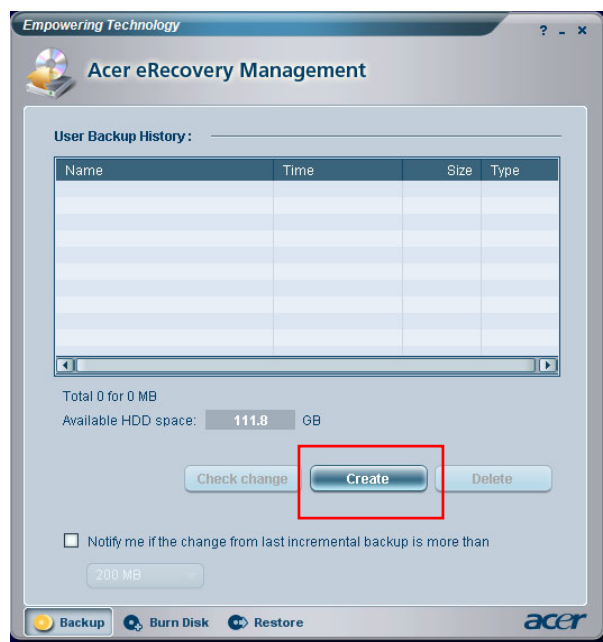 Empowering Technology
? - ×
Acer eRecovery Management
User Backup History :
Name Time Size Type
Total 0 for 0 MB
Available HDD space: 111.8 GB
Check change Create Delete
Notify me if the change from last incremental backup is more than
200 MB
Backup Burn Disk Restore acer